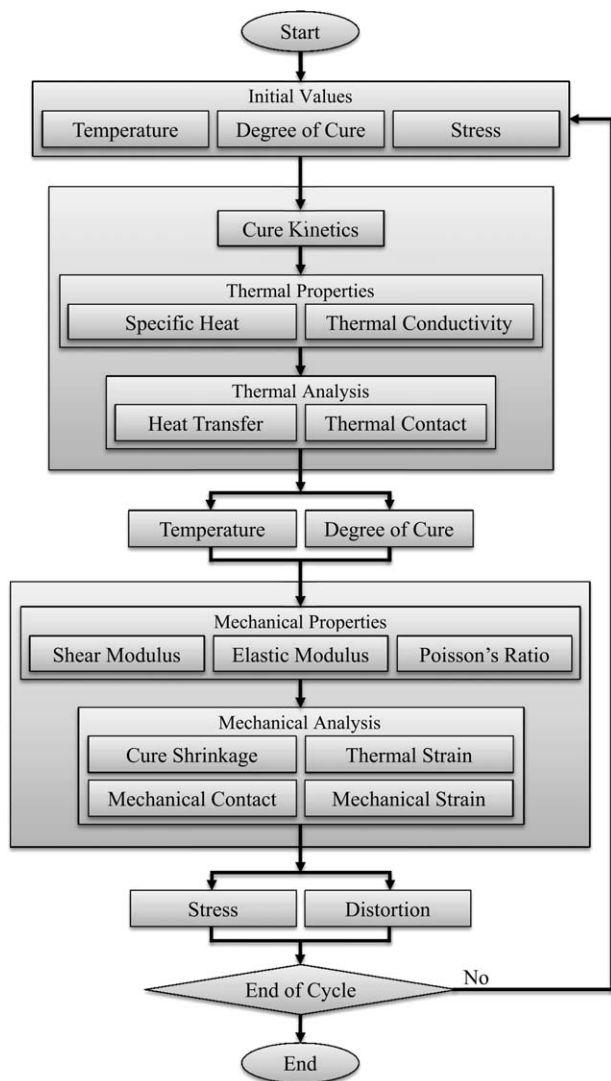 Start
Initial Values
Temperature
Degree of Cure
Stress
Cure Kinetics
Thermal Properties
Specific Heat
Thermal Conductivity
Thermal Analysis
Heat Transfer
Thermal Contact
Temperature
Degree of Cure
Mechanical Properties
Shear Modulus
Elastic Modulus
Poisson's Ratio
Mechanical Analysis
Cure Shrinkage
Thermal Strain
Mechanical Contact
Mechanical Strain
Stress
Distortion
End of Cycle
No
End